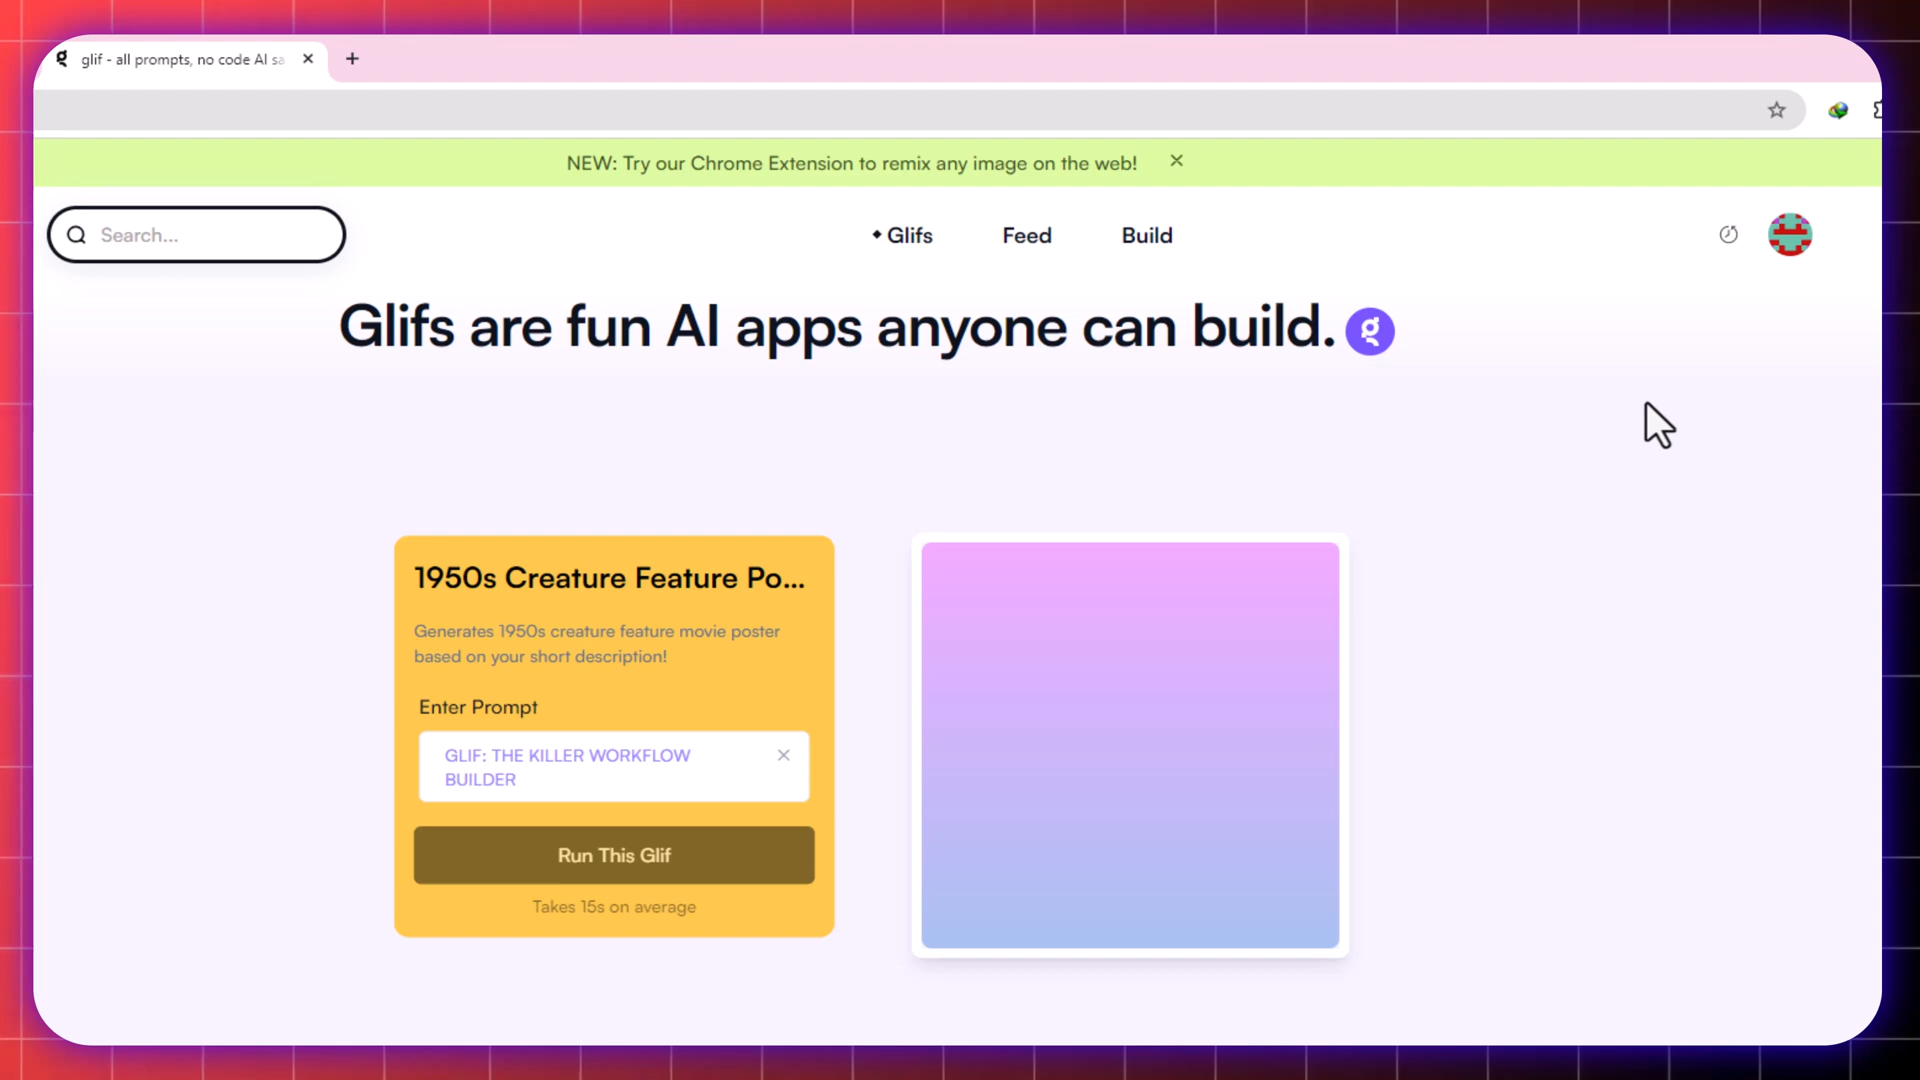 glif - all prompts, no code AI sa
NEW: Try our Chrome Extension to remix any image on the web!
Search...
Glifs
Feed
Build
Glifs are fun AI apps anyone can build.
1950s Creature Feature Po...
Generates 1950s creature feature movie poster
based on your short description!
Enter Prompt
GLIF: THE KILLER WORKFLOW
BUILDER
Run This Glif
Takes 15s on average